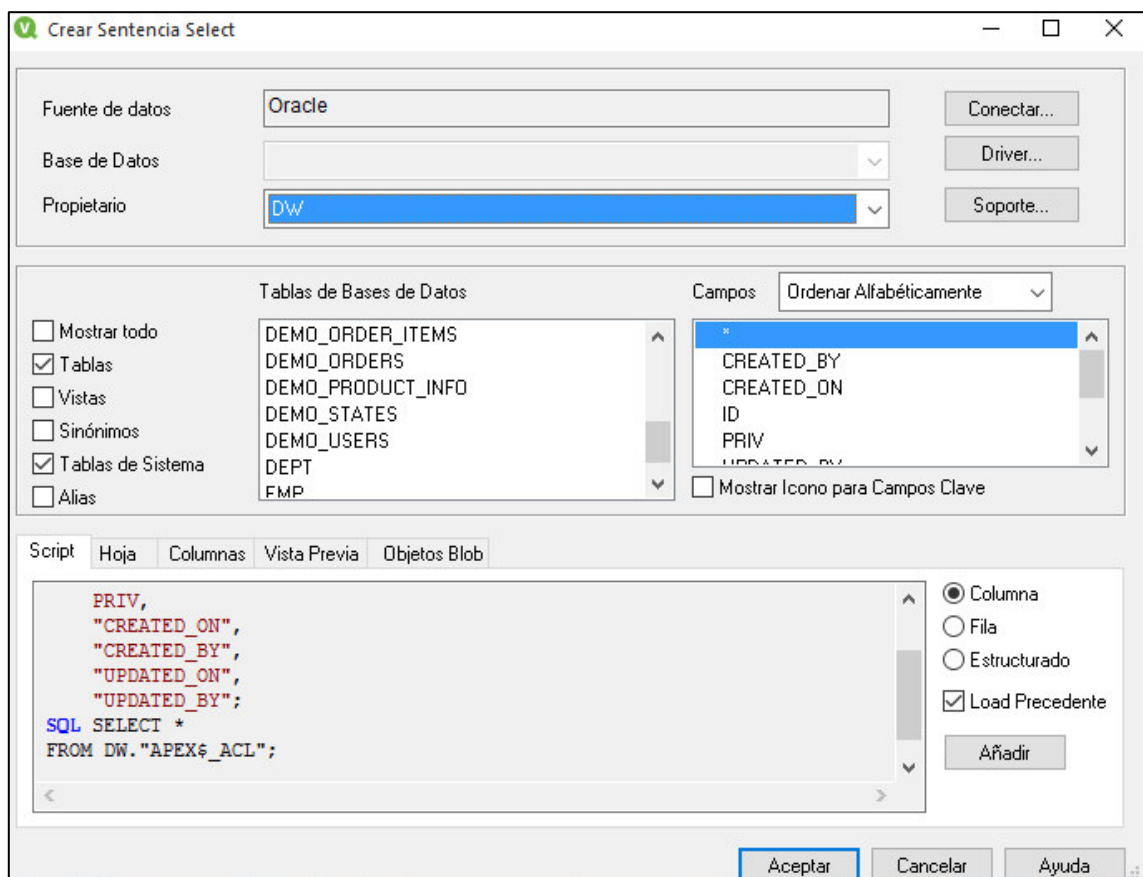 Crear Sentencia Select
Fuente de datos Oracle Conectar...
Base de Datos Driver...
Propietario DW Soporte...
Tablas de Bases de Datos Campos Ordenar Alfabéticamente
Mostrar todo
Tablas
Vistas
Sinónimos
Tablas de Sistema
Alias
DEMO_ORDER_ITEMS
DEMO_ORDERS
DEMO_PRODUCT_INFO
DEMO_STATES
DEMO_USERS
DEPT
EMP
*
CREATED_BY
CREATED_ON
ID
PRIV
UPDATED_BY
Mostrar Icono para Campos Clave
Script Hoja Columnas Vista Previa Objetos Blob
PRIV,
"CREATED_ON",
"CREATED_BY",
"UPDATED_ON",
"UPDATED_BY";
SQL SELECT *
FROM DW."APEX$_ACL";
Columna
Fila
Estructurado
Load Precedente
Añadir
Aceptar Cancelar Ayuda